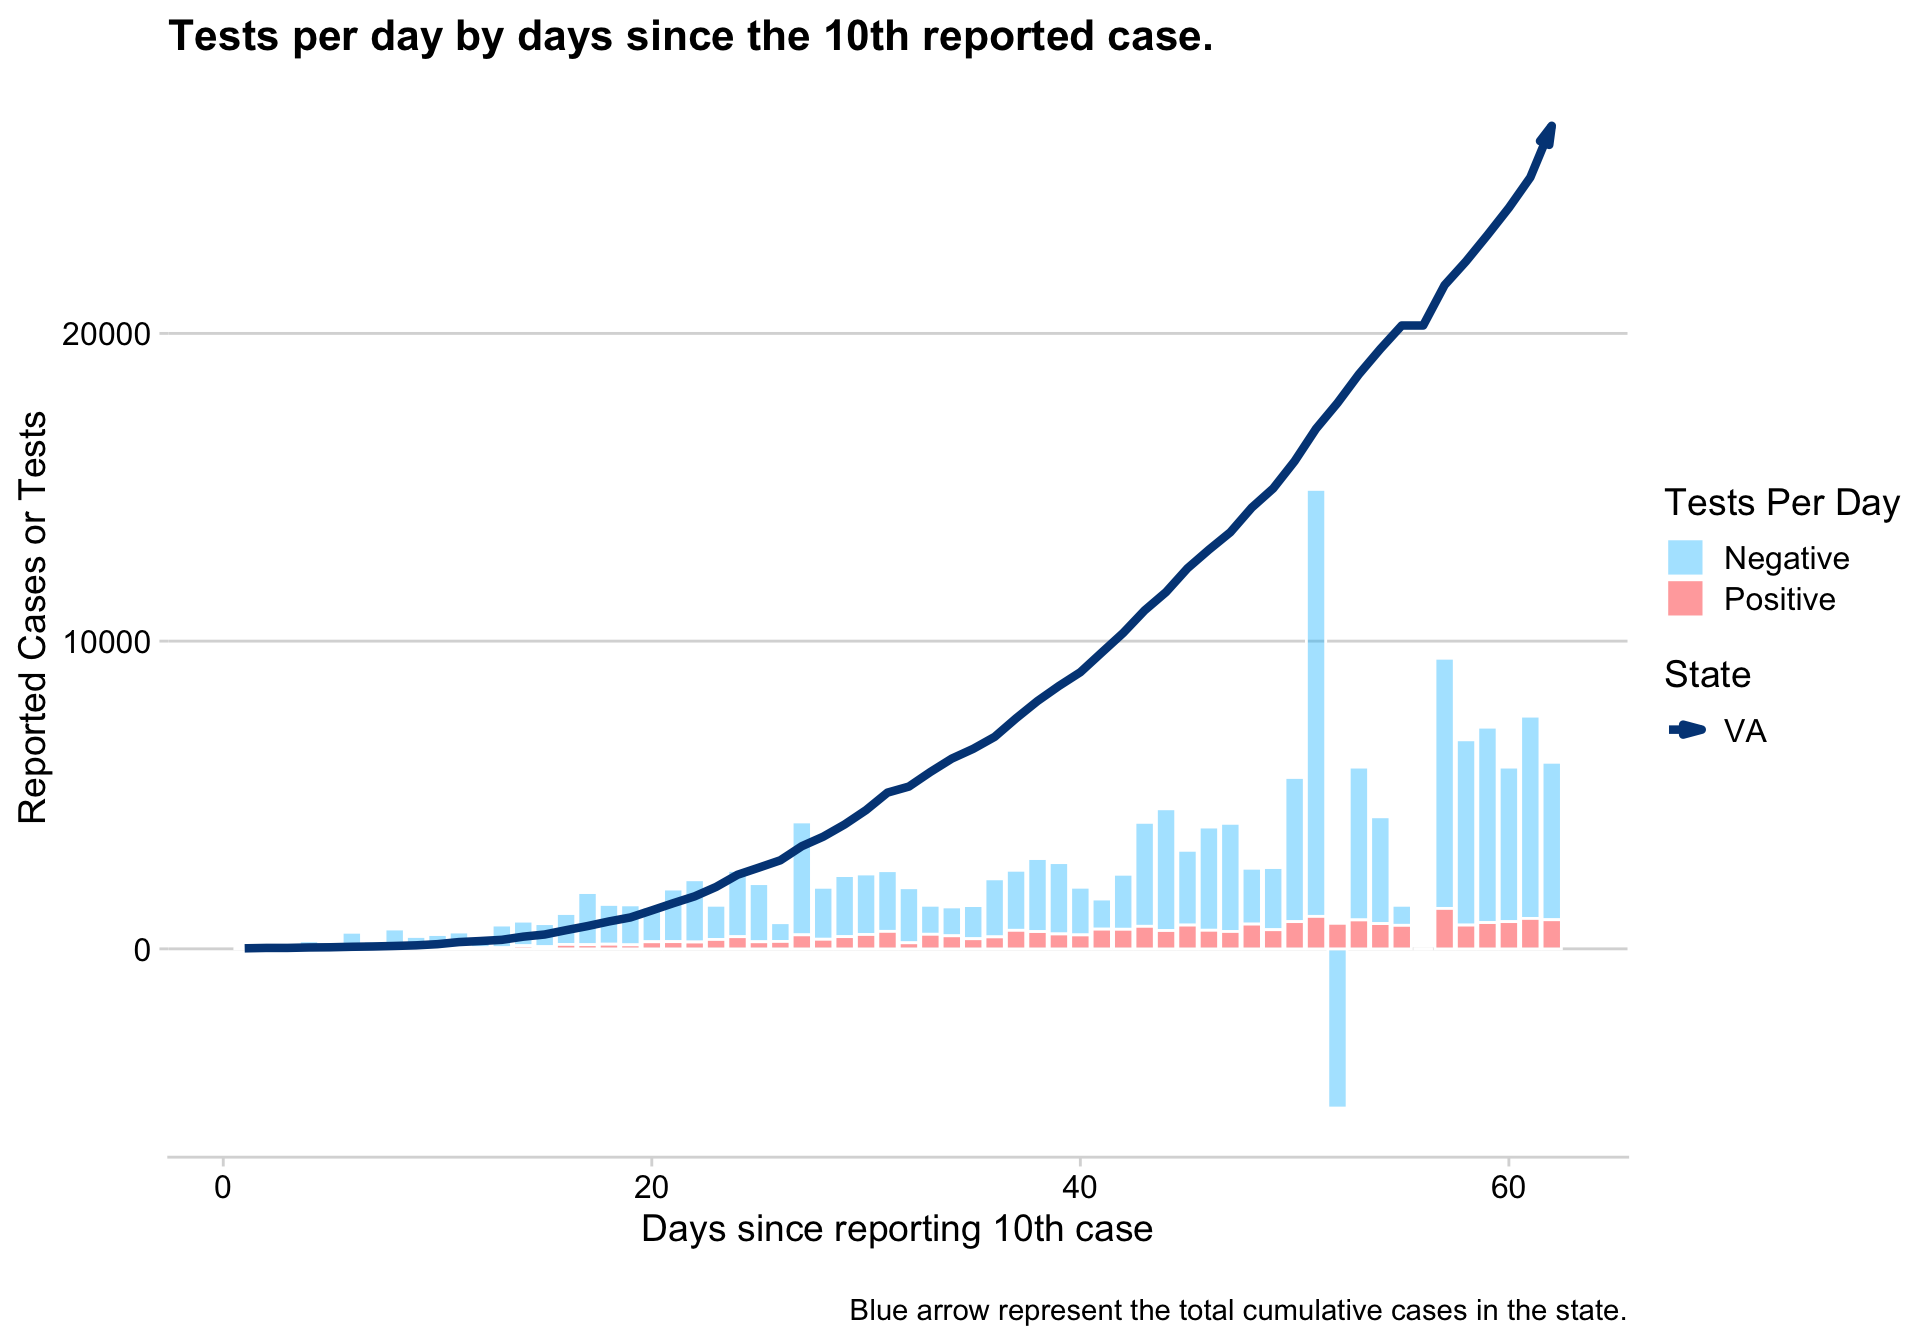 Tests per day by days since the 10th reported case.
Reported Cases or Tests
20000
10000
0
0
20
40
60
Days since reporting 10th case
Tests Per Day
Negative
Positive
State
VA
Blue arrow represent the total cumulative cases in the state.